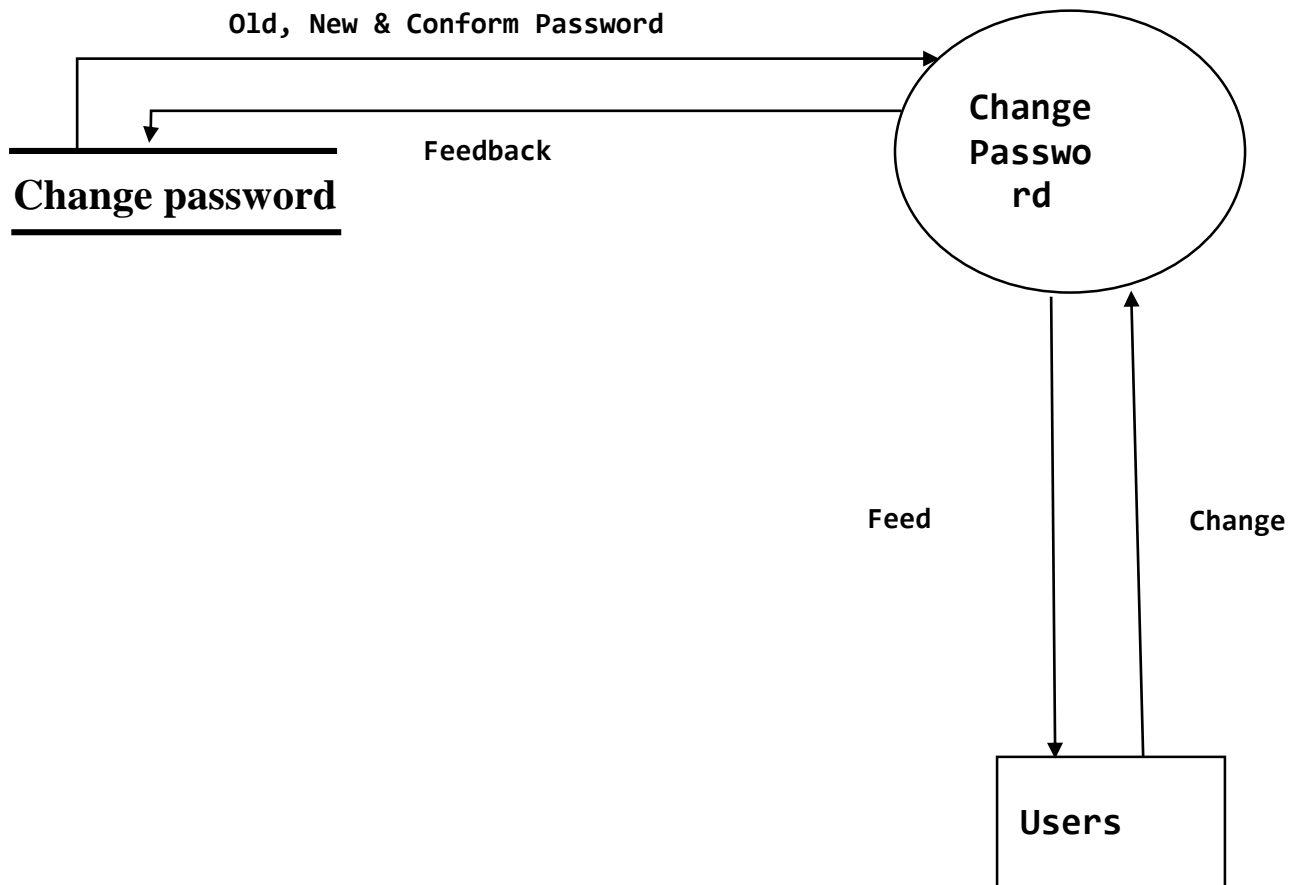 Old, New & Conform Password
Change
Passwo
rd
Feedback
Change password
Feed
Change
Users